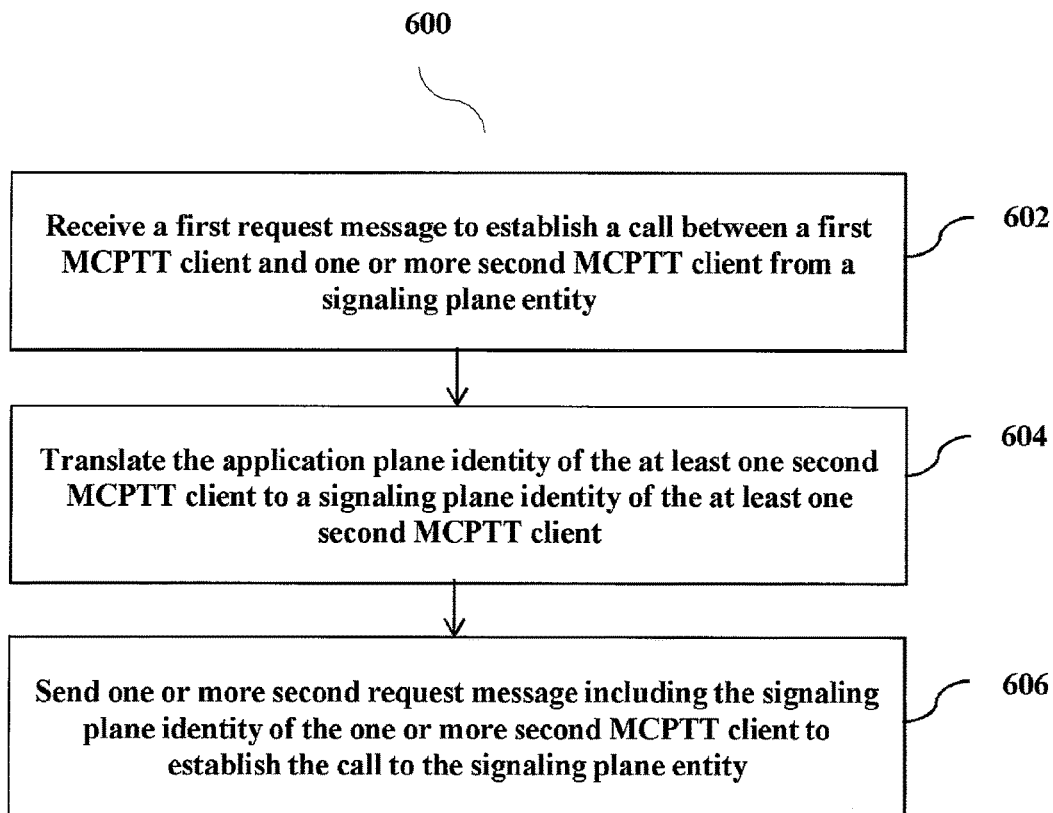 600
Receive a first request message to establish a call between a first
MCPTT client and one or more second MCPTT client from a
signaling plane entity
602
Translate the application plane identity of the at least one second
MCPTT client to a signaling plane identity of the at least one
second MCPTT client
604
Send one or more second request message including the signaling
plane identity of the one or more second MCPTT client to
establish the call to the signaling plane entity
606